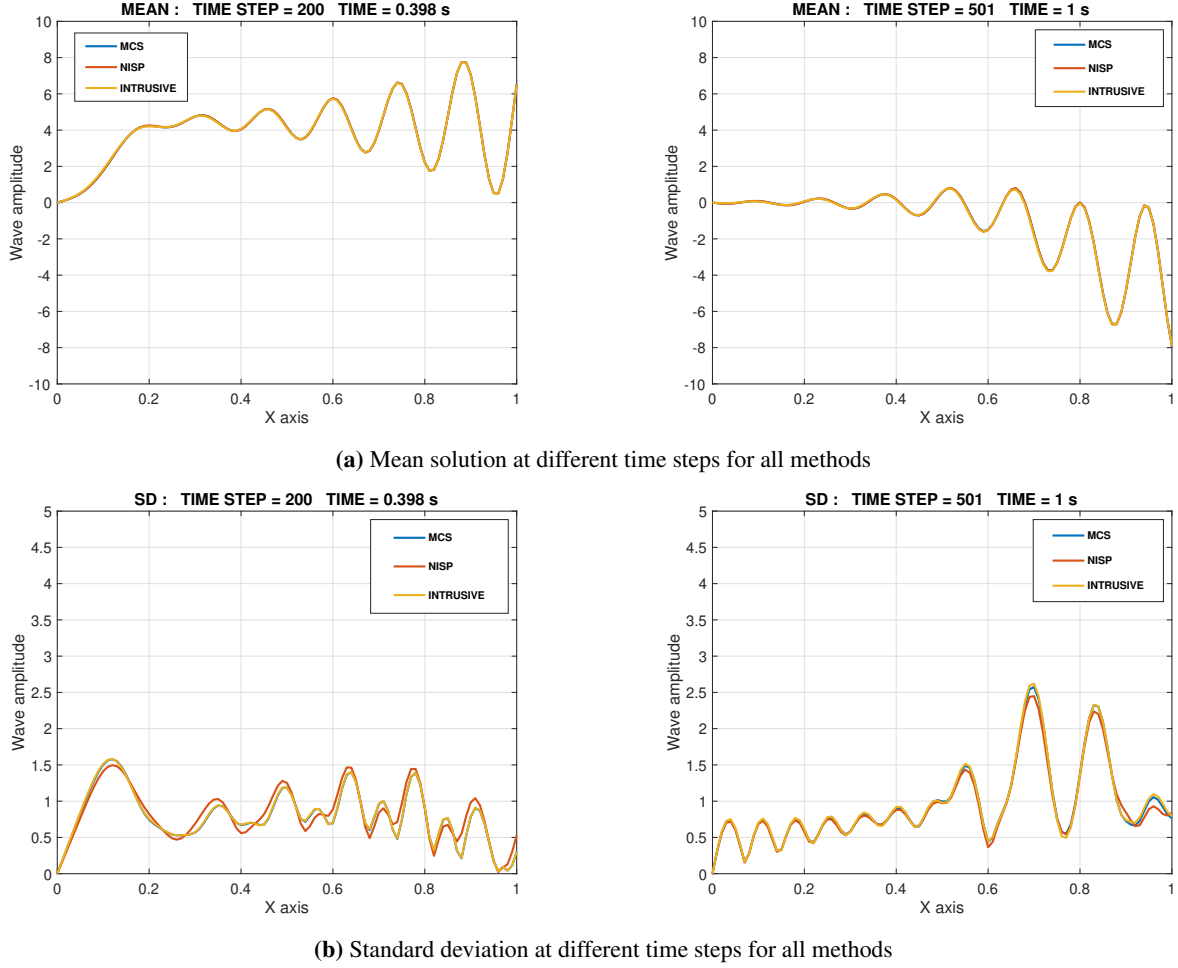 MEAN : TIME STEP = 200 TIME = 0.398 s
10
8
6
4
2
0
-2
-4
-6
-8
-10
Wave amplitude
MCS
NISP
INTRUSIVE
0 0.2 0.4 0.6 0.8 1
X axis
MEAN : TIME STEP = 501 TIME = 1 s
10
8
6
4
2
0
-2
-4
-6
-8
-10
Wave amplitude
MCS
NISP
INTRUSIVE
0 0.2 0.4 0.6 0.8 1
X axis
(a) Mean solution at different time steps for all methods
SD : TIME STEP = 200 TIME = 0.398 s
5
4.5
4
3.5
3
2.5
2
1.5
1
0.5
0
Wave amplitude
MCS
NISP
INTRUSIVE
0 0.2 0.4 0.6 0.8 1
X axis
SD : TIME STEP = 501 TIME = 1 s
5
4.5
4
3.5
3
2.5
2
1.5
1
0.5
0
Wave amplitude
MCS
NISP
INTRUSIVE
0 0.2 0.4 0.6 0.8 1
X axis
(b) Standard deviation at different time steps for all methods